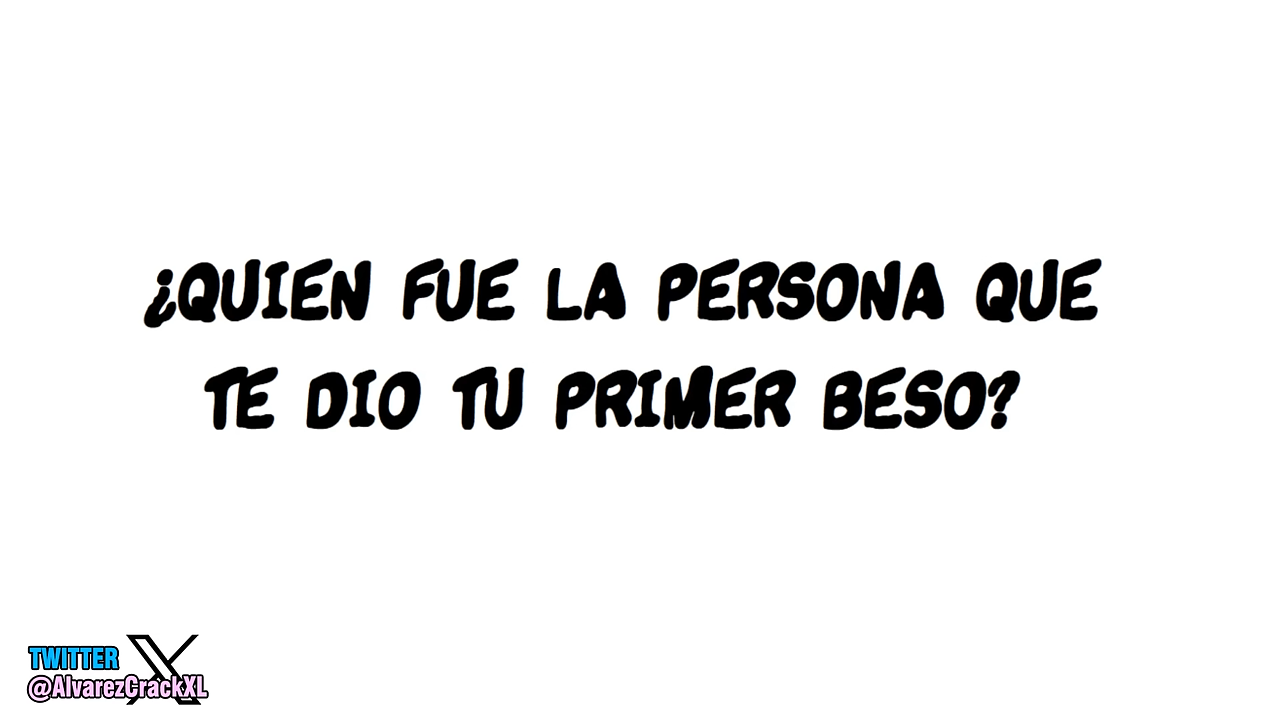 ¿QUIEN FUE LA PERSONA QUE
TE DIO TU PRIMER BESO?
TWITTER X
@AlvarezCrackXL